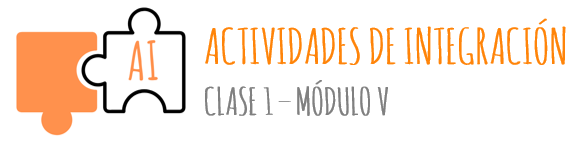 AI
ACTIVIDADES DE INTEGRACIÓN
CLASE 1 – MÓDULO V